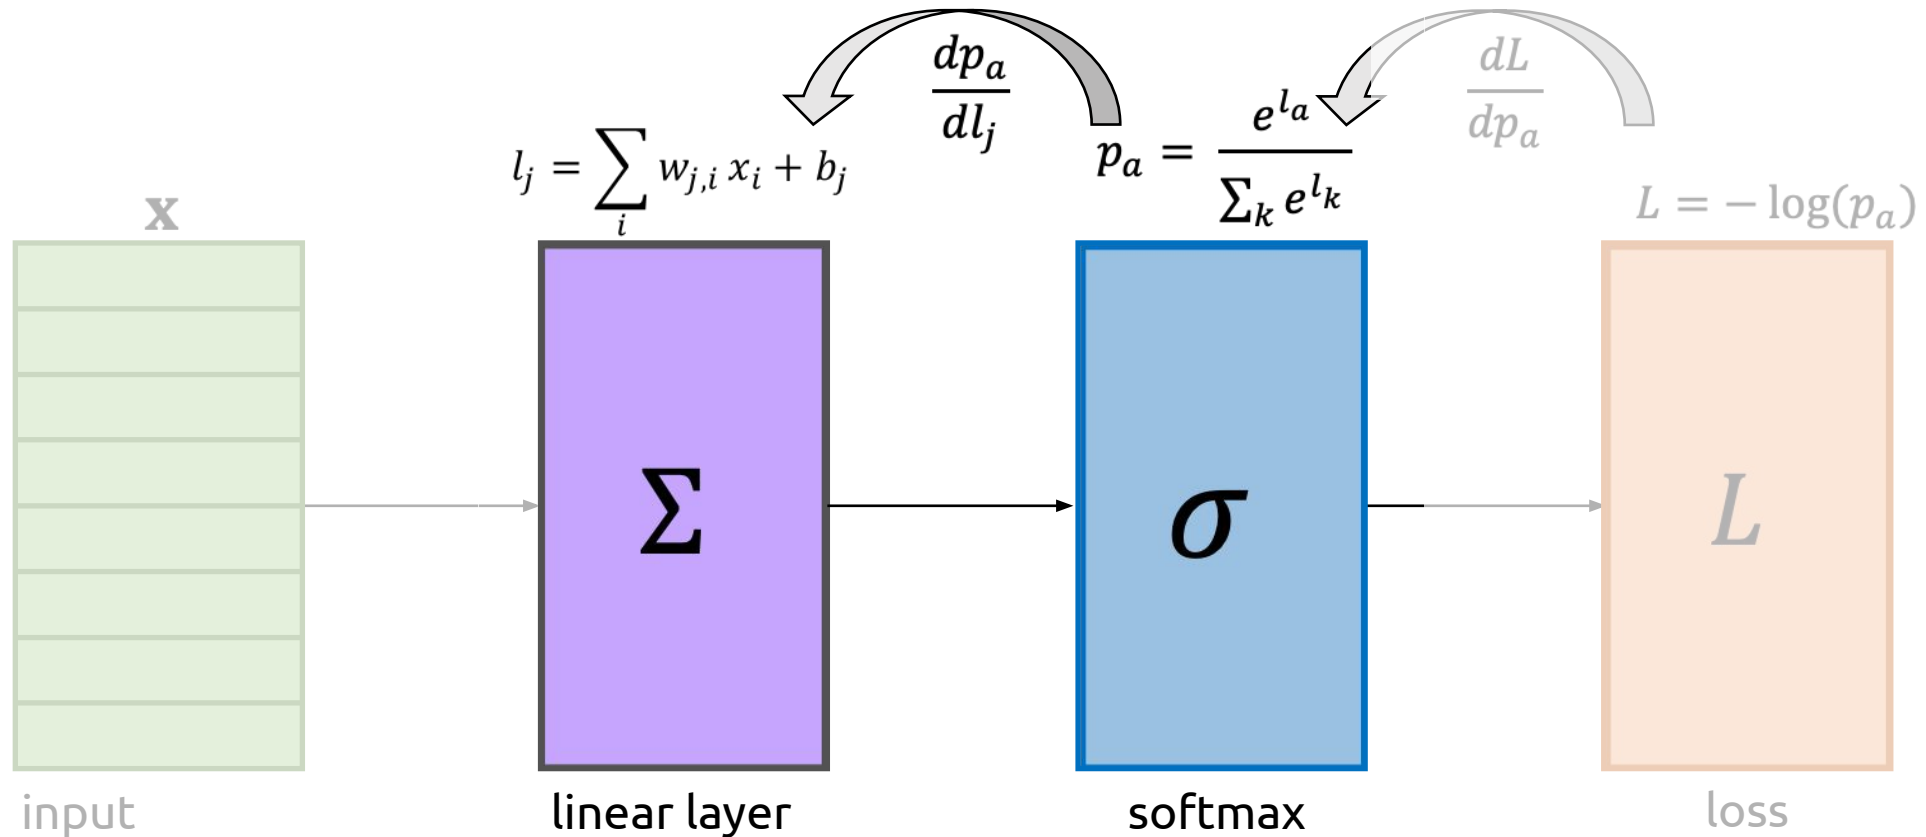 dp_a / dl_j
dL / dp_a
l_j = ∑_i w_{j,i} x_i + b_j
p_a = e^{l_a} / ∑_k e^{l_k}
L = − log(p_a)
x
Σ
σ
L
input
linear layer
softmax
loss